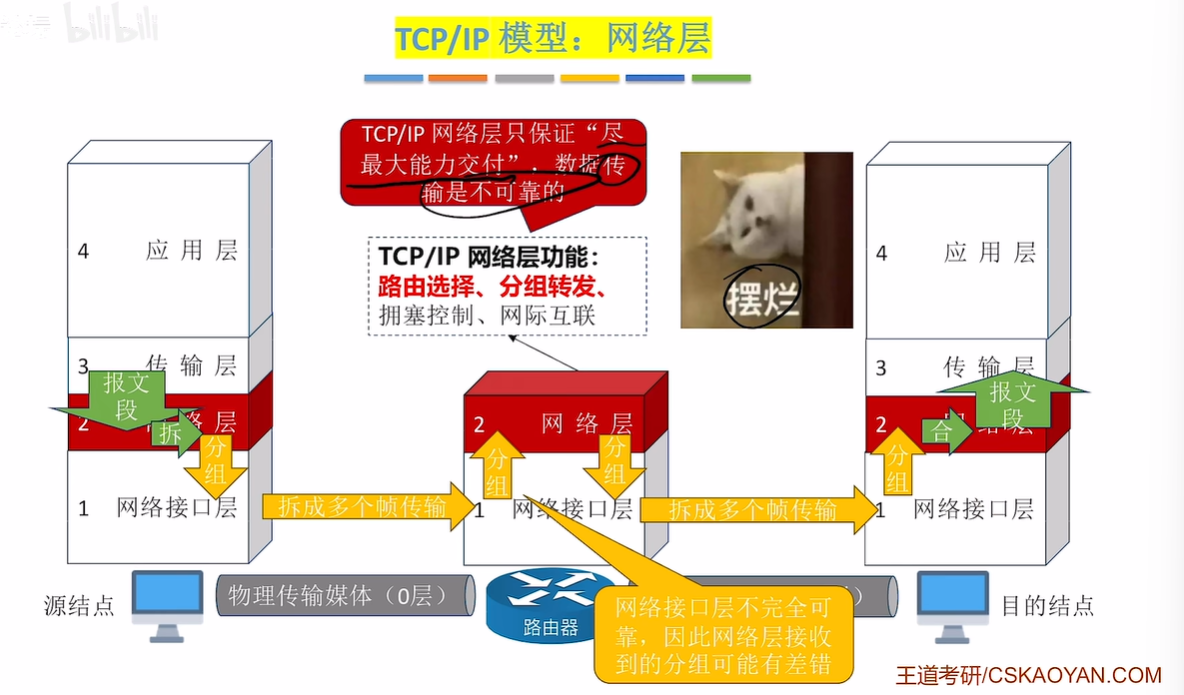 bilibili
TCP/IP 模型：网络层
TCP/IP 网络层只保证“尽
最大能力交付”，数据传
输是不可靠的
TCP/IP 网络层功能：
路由选择、分组转发、
拥塞控制、网际互联
摆烂
4 应用层
3 传输层
报文
段
2 络层
拆
分
组
1 网络接口层
拆成多个帧传输
2 网络层
分
组
分
组
1 网络接口层
拆成多个帧传输
4 应用层
3 传输层
报文
段
2 网络层
合
分
组
1 网络接口层
源结点
物理传输媒体（0层）
路由器
）
目的结点
网络接口层不完全可
靠，因此网络层接收
到的分组可能有差错
王道考研/CSKAOYAN.COM